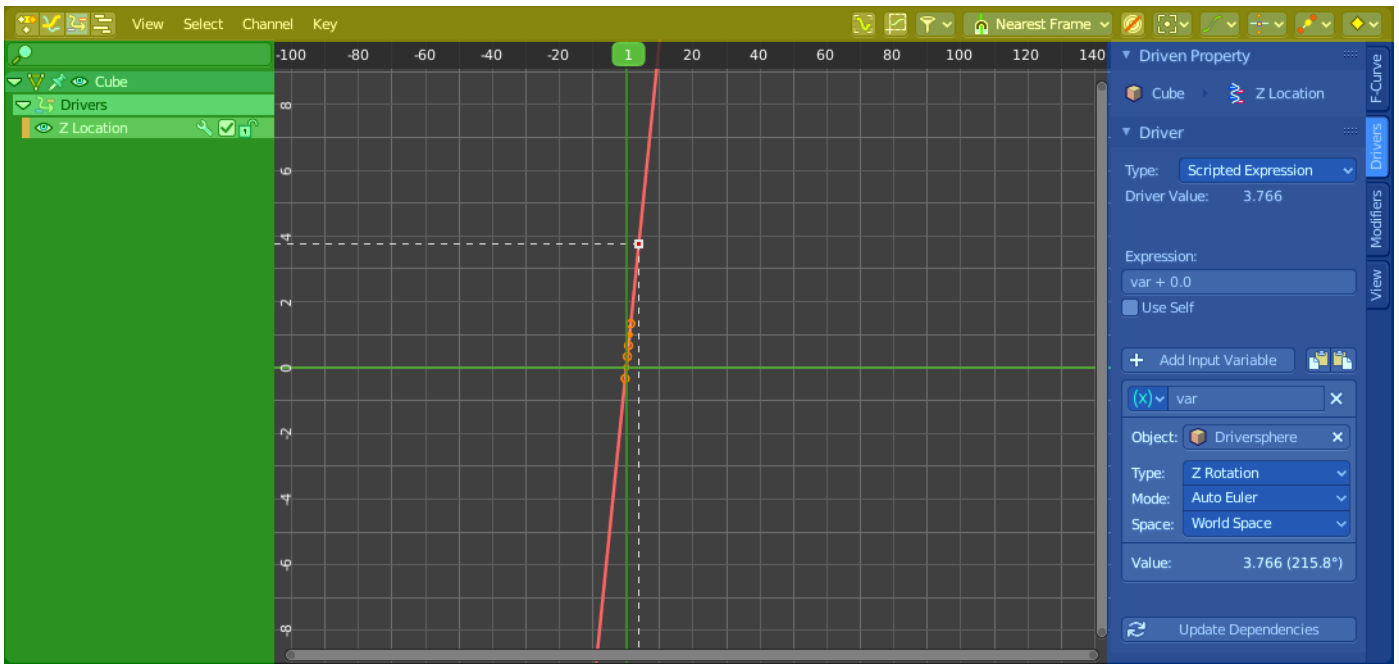 View Select Channel Key Nearest Frame
-100 -80 -60 -40 -20 1 20 40 60 80 100 120 140
Cube
Drivers
Z Location
8
6
4
2
0
-2
-4
-6
-8
Driven Property
Cube Z Location
Driver
Type: Scripted Expression
Driver Value: 3.766
Expression:
var + 0.0
Use Self
Add Input Variable
(x) var
Object: Driversphere
Type: Z Rotation
Mode: Auto Euler
Space: World Space
Value: 3.766 (215.8°)
Update Dependencies
F-Curve
Drivers
Modifiers
View